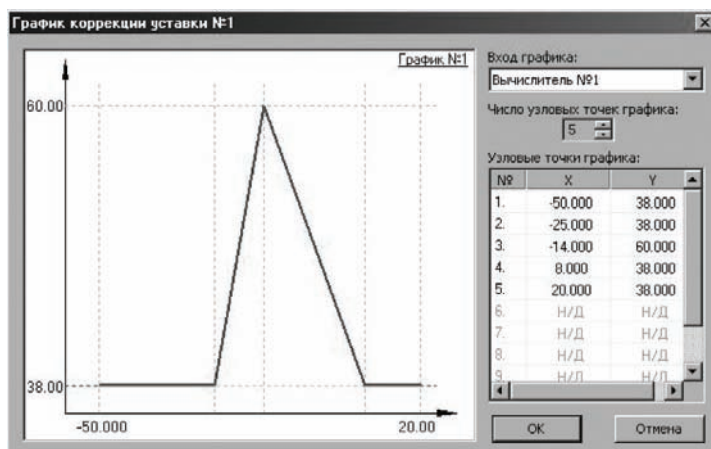 График коррекции уставки №1
График №1
60.00
38.00
-50.000 20.00
Вход графика:
Вычислитель №1
Число узловых точек графика:
5
Узловые точки графика:
№ X Y
1. -50.000 38.000
2. -25.000 38.000
3. -14.000 60.000
4. 8.000 38.000
5. 20.000 38.000
6. Н/Д Н/Д
7. Н/Д Н/Д
8. Н/Д Н/Д
9. Н/Д Н/Д
OK Отмена